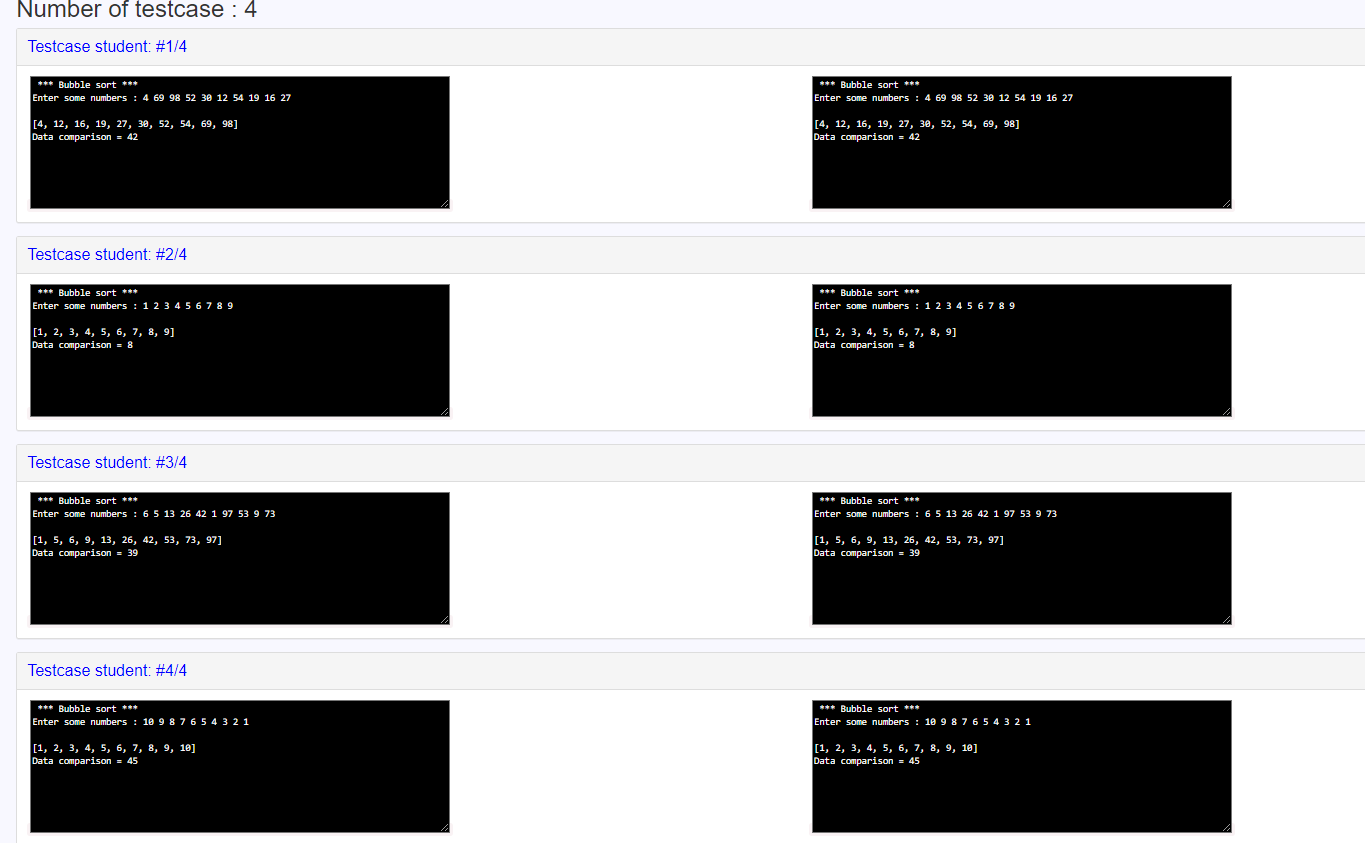 Number of testcase : 4
Testcase student: #1/4
*** Bubble sort ***
Enter some numbers : 4 69 98 52 30 12 54 19 16 27
[4, 12, 16, 19, 27, 30, 52, 54, 69, 98]
Data comparison = 42
*** Bubble sort ***
Enter some numbers : 4 69 98 52 30 12 54 19 16 27
[4, 12, 16, 19, 27, 30, 52, 54, 69, 98]
Data comparison = 42
Testcase student: #2/4
*** Bubble sort ***
Enter some numbers : 1 2 3 4 5 6 7 8 9
[1, 2, 3, 4, 5, 6, 7, 8, 9]
Data comparison = 8
*** Bubble sort ***
Enter some numbers : 1 2 3 4 5 6 7 8 9
[1, 2, 3, 4, 5, 6, 7, 8, 9]
Data comparison = 8
Testcase student: #3/4
*** Bubble sort ***
Enter some numbers : 6 5 13 26 42 1 97 53 9 73
[1, 5, 6, 9, 13, 26, 42, 53, 73, 97]
Data comparison = 39
*** Bubble sort ***
Enter some numbers : 6 5 13 26 42 1 97 53 9 73
[1, 5, 6, 9, 13, 26, 42, 53, 73, 97]
Data comparison = 39
Testcase student: #4/4
*** Bubble sort ***
Enter some numbers : 10 9 8 7 6 5 4 3 2 1
[1, 2, 3, 4, 5, 6, 7, 8, 9, 10]
Data comparison = 45
*** Bubble sort ***
Enter some numbers : 10 9 8 7 6 5 4 3 2 1
[1, 2, 3, 4, 5, 6, 7, 8, 9, 10]
Data comparison = 45